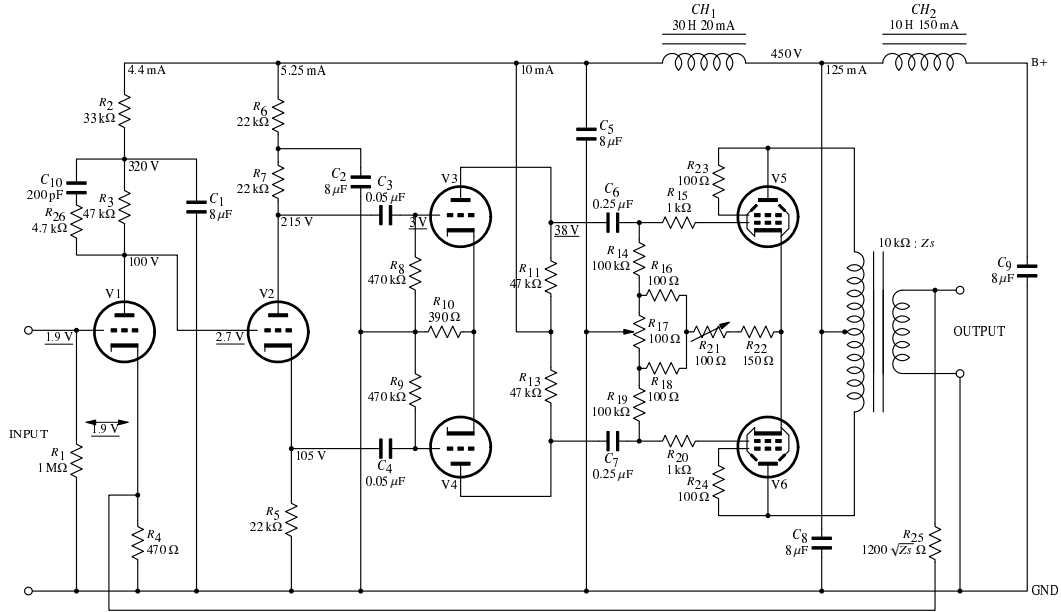 CH1
30 H 20 mA
CH2
10 H 150 mA
450 V
B+
4.4 mA
5.25 mA
10 mA
125 mA
R2
33 kΩ
R6
22 kΩ
C5
8 µF
320 V
C10
200 pF
R3
47 kΩ
R26
4.7 kΩ
C1
8 µF
R7
22 kΩ
C2
8 µF
C3
0.05 µF
V3
C6
0.25 µF
R23
100 Ω
R15
1 kΩ
V5
215 V
3 V
38 V
100 V
R8
470 kΩ
R11
47 kΩ
R14
100 kΩ
R16
100 Ω
10 kΩ : Zs
C9
8 µF
V1
V2
R10
390 Ω
R17
100 Ω
R21
100 Ω
R22
150 Ω
OUTPUT
1.9 V
2.7 V
R9
470 kΩ
R13
47 kΩ
R18
100 Ω
R19
100 kΩ
1.9 V
INPUT
R1
1 MΩ
105 V
C4
0.05 µF
V4
C7
0.25 µF
R20
1 kΩ
R24
100 Ω
V6
R5
22 kΩ
R4
470 Ω
C8
8 µF
R25
1200 √Zs Ω
GND